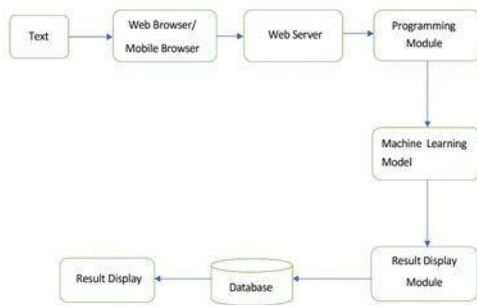 Text
Web Browser/
Mobile Browser
Web Server
Programming
Module
Machine Learning
Model
Result Display
Module
Database
Result Display